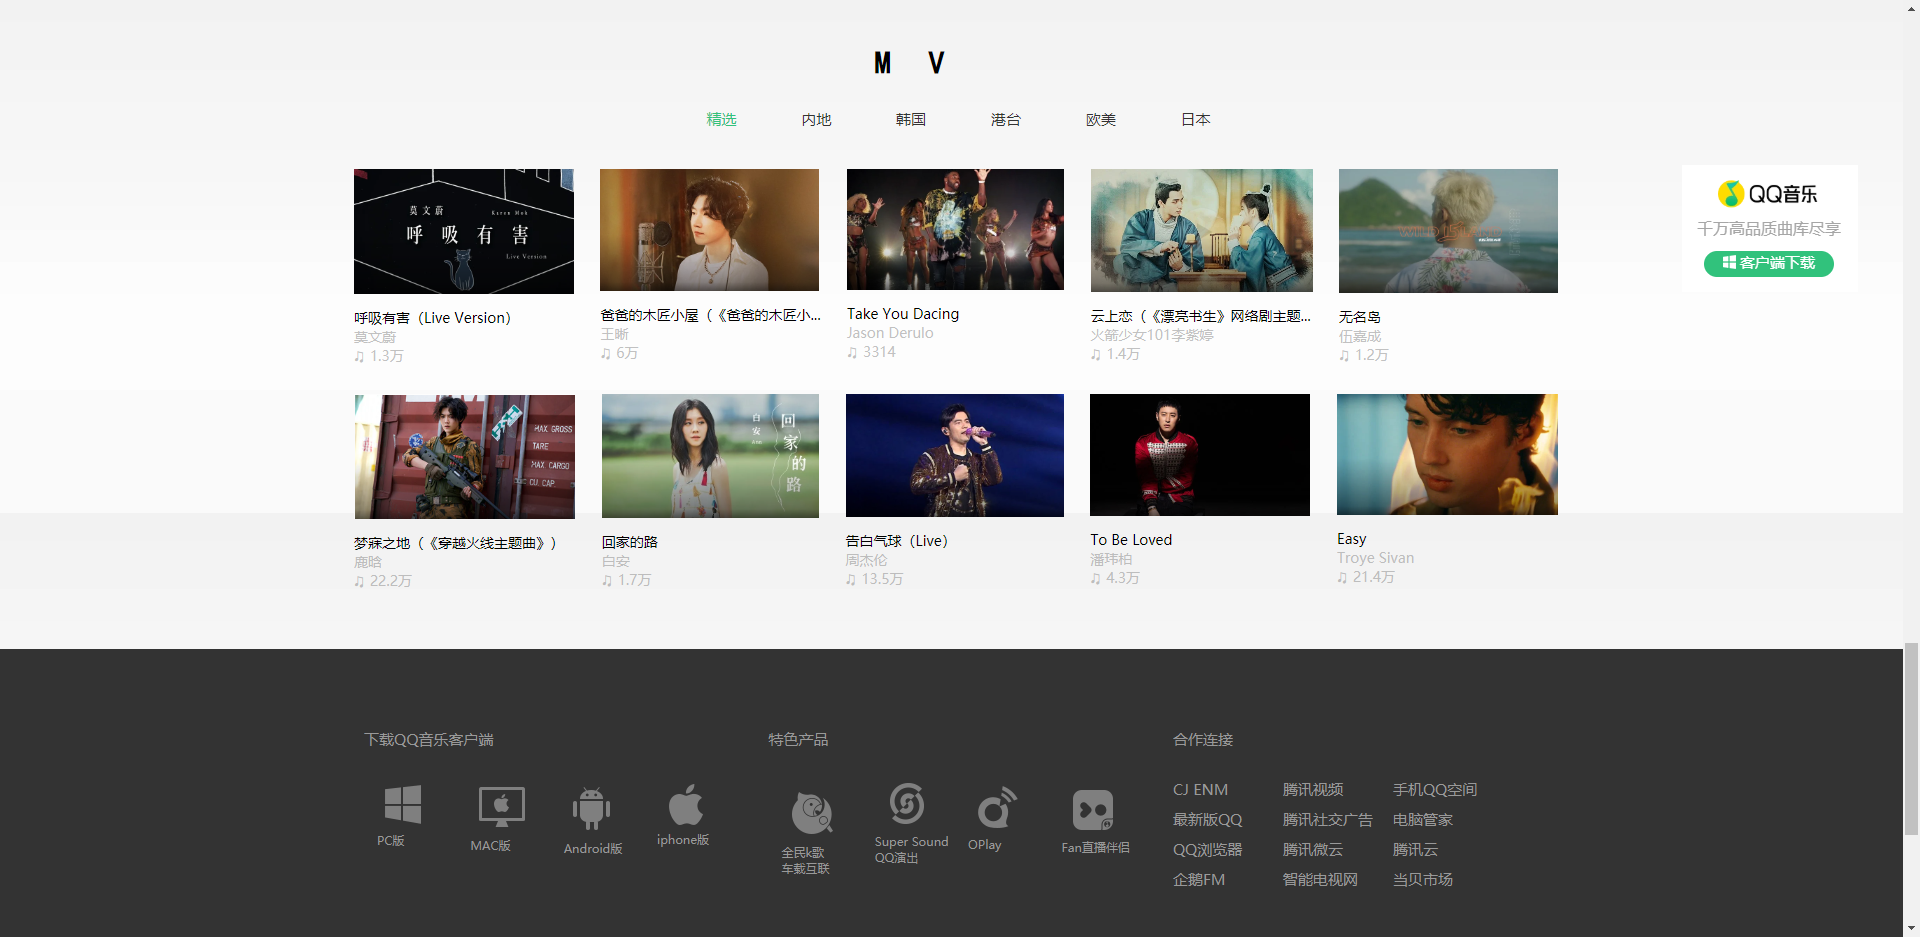 M V
精选 内地 韩国 港台 欧美 日本
莫文蔚
Karen Mok
呼吸有害
Live Version
QQ音乐
千万高品质曲库尽享
客户端下载
呼吸有害（Live Version）
莫文蔚
♫ 1.3万
爸爸的木匠小屋（《爸爸的木匠小...
王晰
♫ 6万
Take You Dacing
Jason Derulo
♫ 3314
云上恋（《漂亮书生》网络剧主题...
火箭少女101李紫婷
♫ 1.4万
无名岛
伍嘉成
♫ 1.2万
MAX GROSS
TARE
MAX CARGO
CU.CAP.
白安
Ann
回家的路
梦寐之地（《穿越火线主题曲》）
鹿晗
♫ 22.2万
回家的路
白安
♫ 1.7万
告白气球（Live）
周杰伦
♫ 13.5万
To Be Loved
潘玮柏
♫ 4.3万
Easy
Troye Sivan
♫ 21.4万
下载QQ音乐客户端
PC版
MAC版
Android版
iphone版
特色产品
全民k歌
车载互联
Super Sound
QQ演出
OPlay
Fan直播伴侣
合作连接
CJ ENM 腾讯视频 手机QQ空间
最新版QQ 腾讯社交广告 电脑管家
QQ浏览器 腾讯微云 腾讯云
企鹅FM 智能电视网 当贝市场